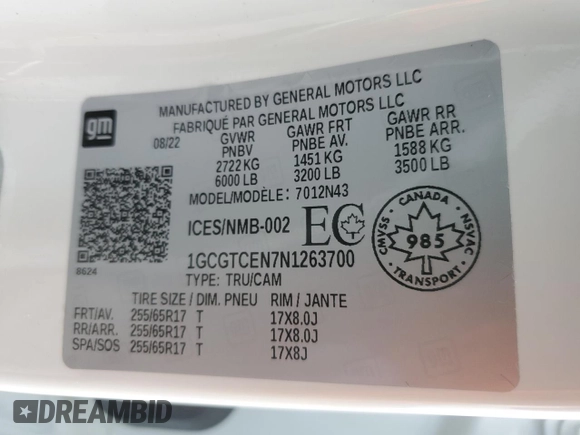 gm
MANUFACTURED BY GENERAL MOTORS LLC
FABRIQUÉ PAR GENERAL MOTORS LLC
08/22
GVWR
PNBV
2722 KG
6000 LB
GAWR FRT
PNBE AV.
1451 KG
3200 LB
GAWR RR
PNBE ARR.
1588 KG
3500 LB
MODEL/MODÈLE: 7012N43
ICES/NMB-002
EC
CANADA
CMVSS
985
NSVAC
TRANSPORT
8624
1GCGTCEN7N1263700
TYPE: TRU/CAM
TIRE SIZE / DIM. PNEU RIM / JANTE
FRT/AV. 255/65R17 T 17X8.0J
RR/ARR. 255/65R17 T 17X8.0J
SPA/SOS 255/65R17 T 17X8J
DREAMBID